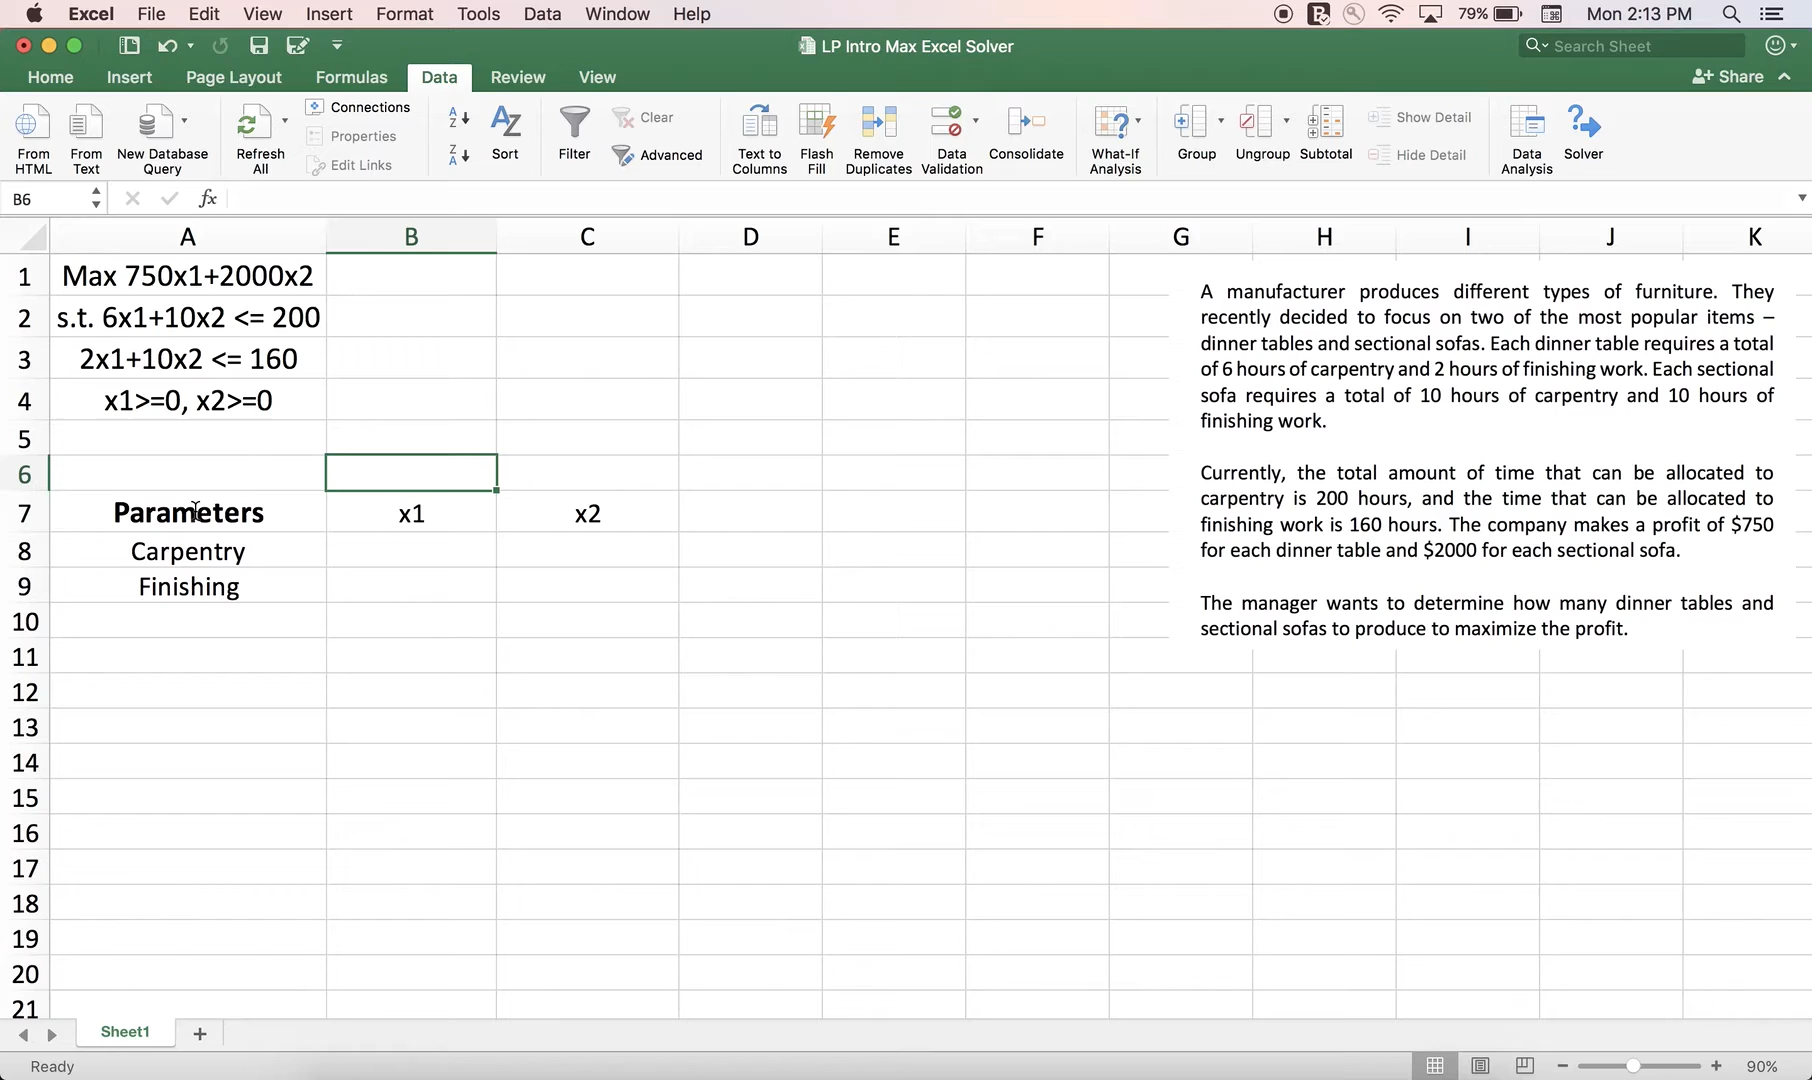 Excel File Edit View Insert Format Tools Data Window Help 79% Mon 2:13 PM
LP Intro Max Excel Solver
Search Sheet
Home Insert Page Layout Formulas Data Review View Share
From HTML
From Text
New Database Query
Refresh All
Connections
Properties
Edit Links
A Z
Z A
A Z
Sort
Filter
Clear
Advanced
Text to Columns
Flash Fill
Remove Duplicates
Data Validation
Consolidate
What-If Analysis
Group
Ungroup
Subtotal
Show Detail
Hide Detail
Data Analysis
Solver
B6 fx
A B C D E F G H I J K
1 Max 750x1+2000x2
2 s.t. 6x1+10x2 <= 200
3 2x1+10x2 <= 160
4 x1>=0, x2>=0
5
6
7 Parameters x1 x2
8 Carpentry
9 Finishing
10
11
12
13
14
15
16
17
18
19
20
21
A manufacturer produces different types of furniture. They
recently decided to focus on two of the most popular items –
dinner tables and sectional sofas. Each dinner table requires a total
of 6 hours of carpentry and 2 hours of finishing work. Each sectional
sofa requires a total of 10 hours of carpentry and 10 hours of
finishing work.
Currently, the total amount of time that can be allocated to
carpentry is 200 hours, and the time that can be allocated to
finishing work is 160 hours. The company makes a profit of $750
for each dinner table and $2000 for each sectional sofa.
The manager wants to determine how many dinner tables and
sectional sofas to produce to maximize the profit.
Sheet1
Ready
90%